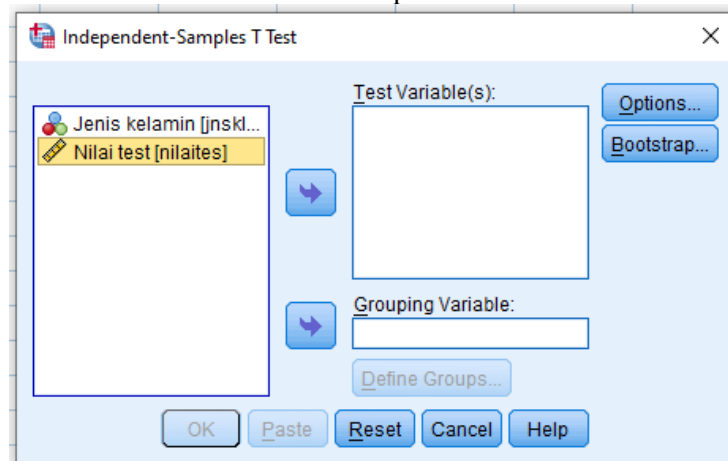 Independent-Samples T Test
Jenis kelamin [jnskl...
Nilai test [nilaites]
Test Variable(s):
Options...
Bootstrap...
Grouping Variable:
Define Groups...
OK Paste Reset Cancel Help